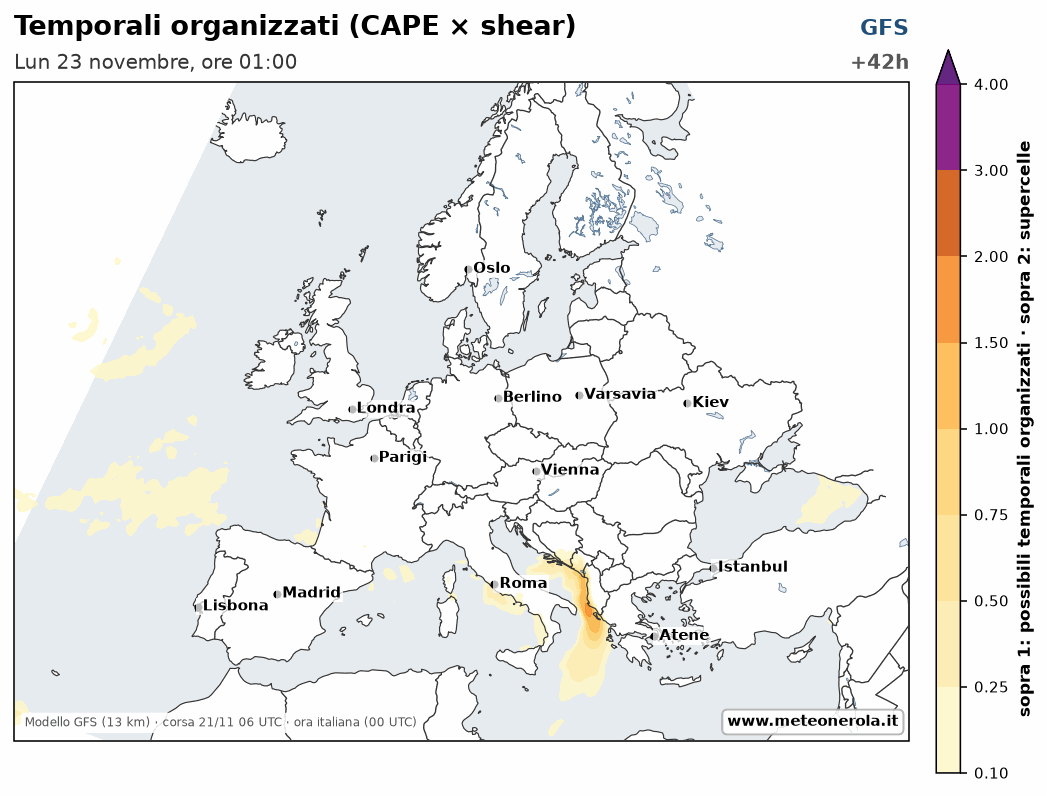 Temporali organizzati (CAPE × shear)
GFS
Lun 23 novembre, ore 01:00
+42h
Oslo
Londra
Berlino
Varsavia
Kiev
Parigi
Vienna
Istanbul
Roma
Madrid
Lisbona
Atene
Modello GFS (13 km) · corsa 21/11 06 UTC · ora italiana (00 UTC)
www.meteonerola.it
4.00
3.00
2.00
1.50
1.00
0.75
0.50
0.25
0.10
sopra 1: possibili temporali organizzati · sopra 2: supercelle